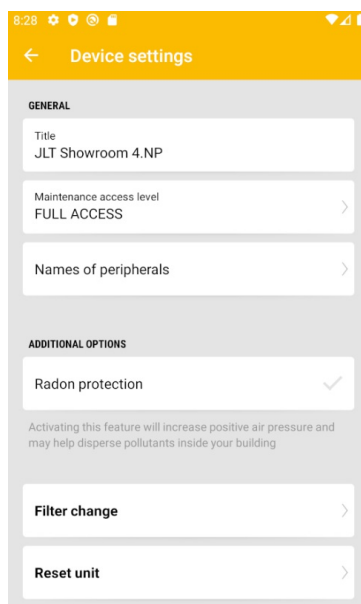 8:28
Device settings
GENERAL
Title
JLT Showroom 4.NP
Maintenance access level
FULL ACCESS
Names of peripherals
ADDITIONAL OPTIONS
Radon protection
Activating this feature will increase positive air pressure and
may help disperse pollutants inside your building
Filter change
Reset unit